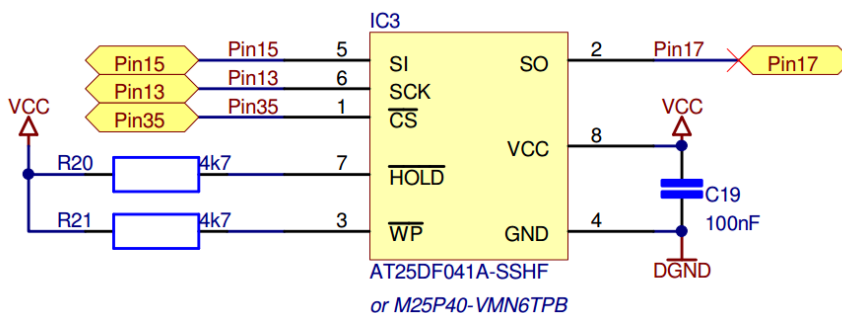 IC3
Pin15 Pin15 5 SI SO 2 Pin17 Pin17
Pin13 Pin13 6 SCK
Pin35 Pin35 1 CS
VCC VCC
VCC 8
R20 4k7 7 HOLD
C19
100nF
R21 4k7 3 WP GND 4
DGND
AT25DF041A-SSHF
or M25P40-VMN6TPB